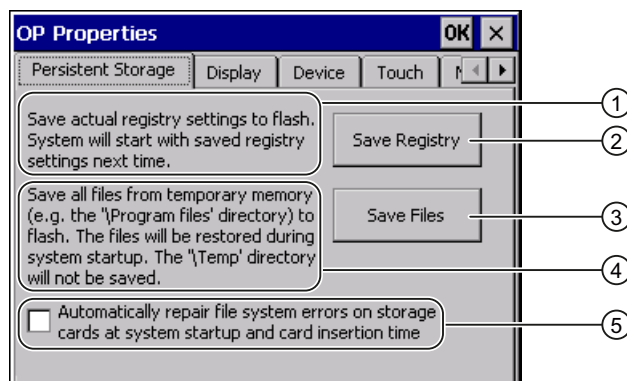 OP Properties OK ×
Persistent Storage Display Device Touch
Save actual registry settings to flash.
System will start with saved registry
settings next time.
Save Registry
Save all files from temporary memory
(e.g. the "\Program files' directory) to
flash. The files will be restored during
system startup. The "\Temp' directory
will not be saved.
Save Files
Automatically repair file system errors on storage
cards at system startup and card insertion time
1
2
3
4
5